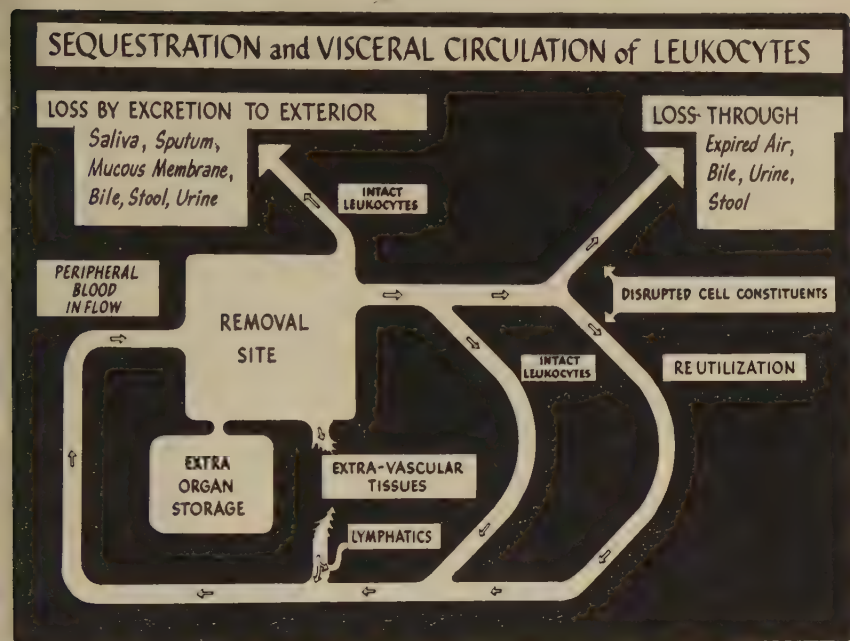 SEQUESTRATION and VISCERAL CIRCULATION of LEUKOCYTES
LOSS BY EXCRETION TO EXTERIOR
Saliva, Sputum,
Mucous Membrane,
Bile, Stool, Urine
LOSS-THROUGH
Expired Air,
Bile, Urine,
Stool
INTACT
LEUKOCYTES
PERIPHERAL
BLOOD
IN FLOW
REMOVAL
SITE
DISRUPTED CELL CONSTITUENTS
INTACT
LEUKOCYTES
REUTILIZATION
EXTRA
ORGAN
STORAGE
EXTRA-VASCULAR
TISSUES
LYMPHATICS